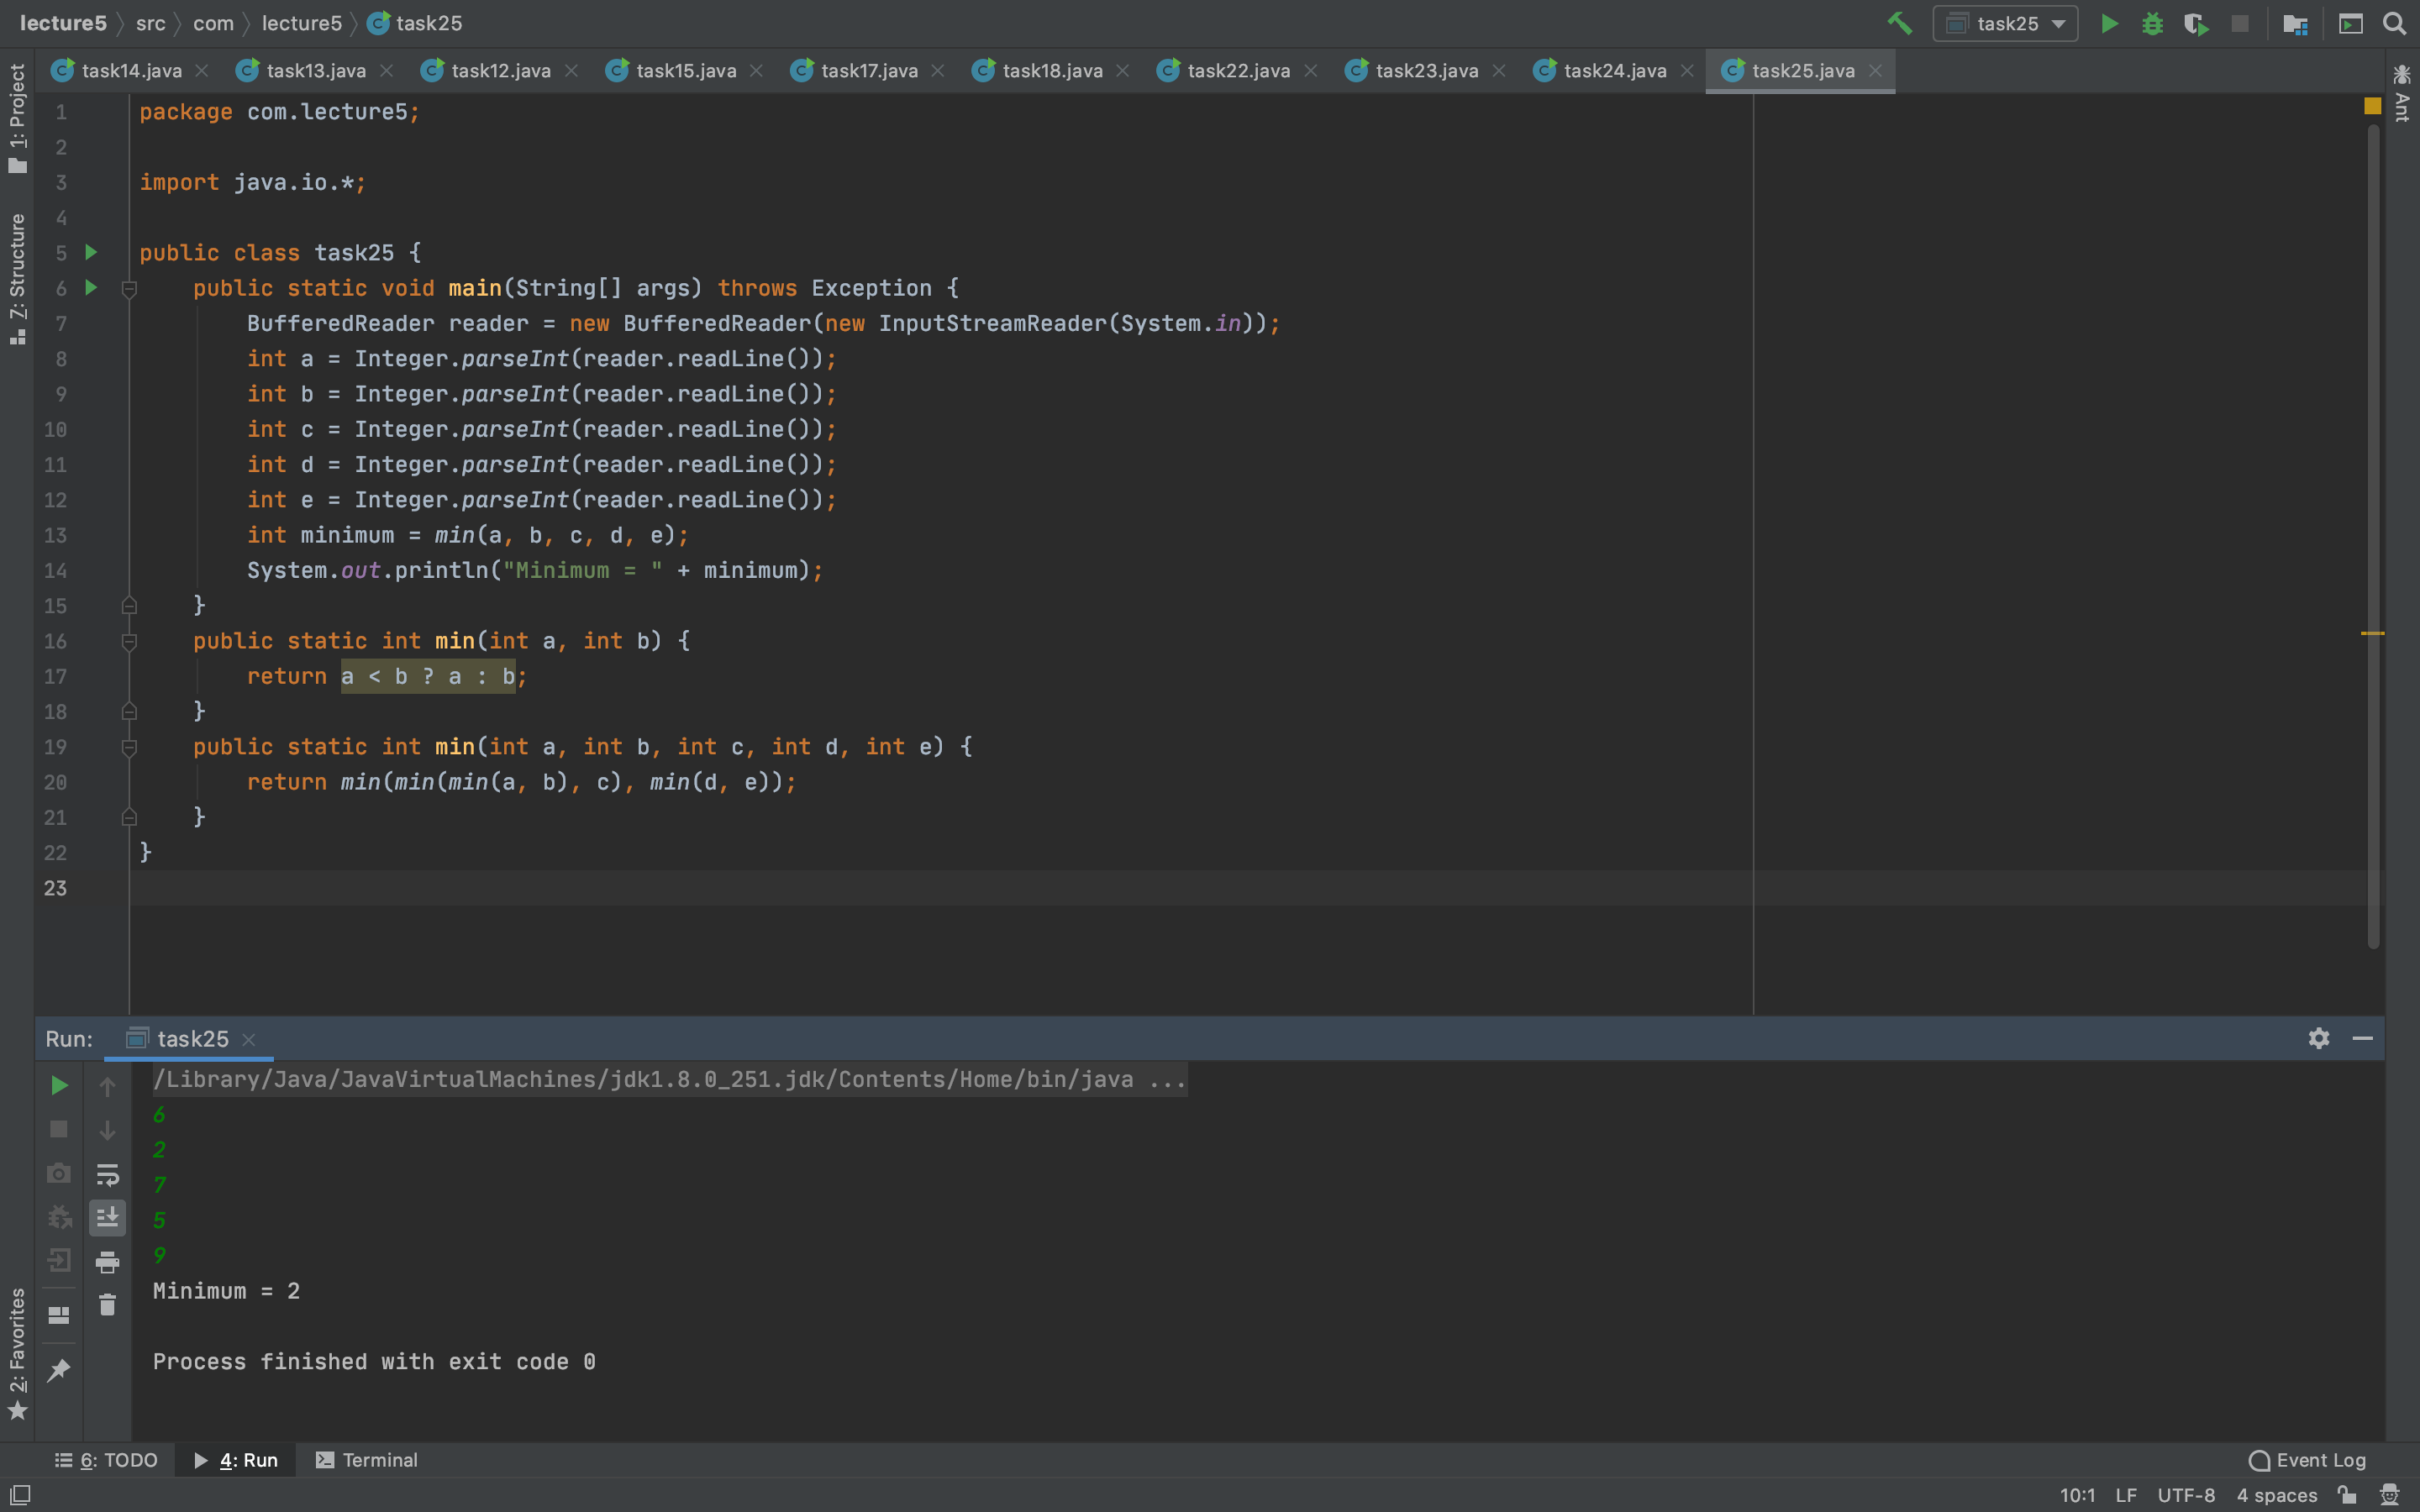 lecture5 src com lecture5 task25
task25
task14.java task13.java task12.java task15.java task17.java task18.java task22.java task23.java task24.java task25.java
1: Project
7: Structure
2: Favorites
Ant
1 package com.lecture5;
2
3 import java.io.*;
4
5 public class task25 {
6     public static void main(String[] args) throws Exception {
7         BufferedReader reader = new BufferedReader(new InputStreamReader(System.in));
8         int a = Integer.parseInt(reader.readLine());
9         int b = Integer.parseInt(reader.readLine());
10         int c = Integer.parseInt(reader.readLine());
11         int d = Integer.parseInt(reader.readLine());
12         int e = Integer.parseInt(reader.readLine());
13         int minimum = min(a, b, c, d, e);
14         System.out.println("Minimum = " + minimum);
15     }
16     public static int min(int a, int b) {
17         return a < b ? a : b;
18     }
19     public static int min(int a, int b, int c, int d, int e) {
20         return min(min(min(a, b), c), min(d, e));
21     }
22 }
23
Run: task25
/Library/Java/JavaVirtualMachines/jdk1.8.0_251.jdk/Contents/Home/bin/java ...
6
2
7
5
9
Minimum = 2
Process finished with exit code 0
6: TODO 4: Run Terminal Event Log
10:1 LF UTF-8 4 spaces